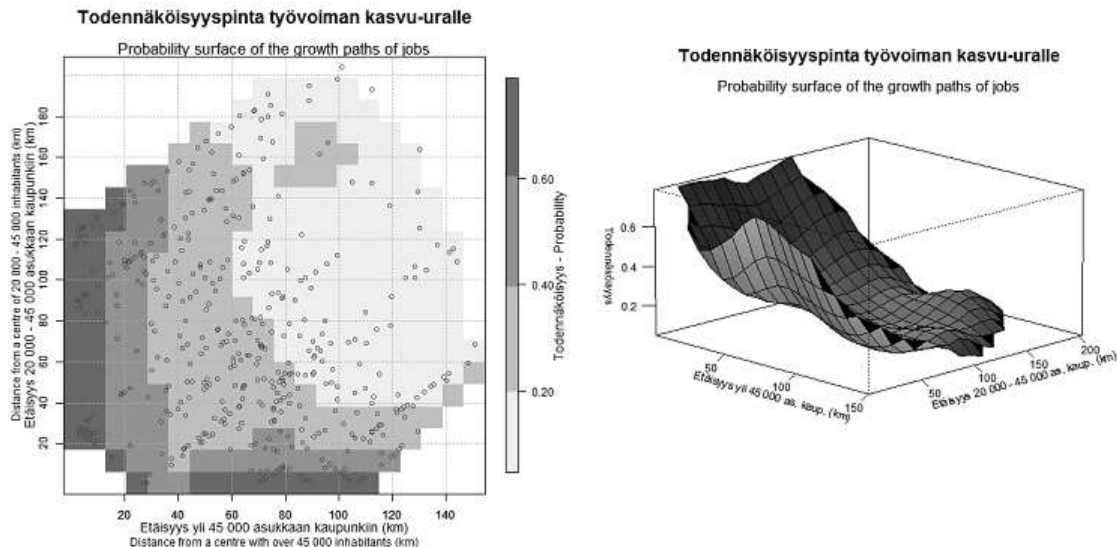 Todennäköisyyspinta työvoiman kasvu-uralle
Probability surface of the growth paths of jobs
Distance from a centre of 20 000 - 45 000 inhabitants (km)
Etäisyys 20 000 - 45 000 asukkaan kaupunkiin (km)
180
160
140
120
100
80
60
40
20
20 40 60 80 100 120 140
Etäisyys yli 45 000 asukkaan kaupunkiin (km)
Distance from a centre with over 45 000 inhabitants (km)
0.60
0.40
0.20
Todennäköisyys - Probability
Todennäköisyyspinta työvoiman kasvu-uralle
Probability surface of the growth paths of jobs
Todennäköisyys
0.6
0.4
0.2
50
100
150
Etäisyys yli 45 000 as. kaup. (km)
50
100
150
200
Etäisyys 20 000 - 45 000 as. kaup. (km)